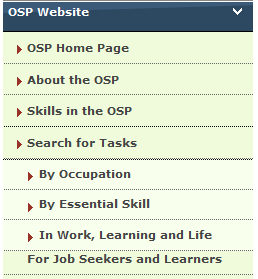 OSP Website
OSP Home Page
About the OSP
Skills in the OSP
Search for Tasks
By Occupation
By Essential Skill
In Work, Learning and Life
For Job Seekers and Learners